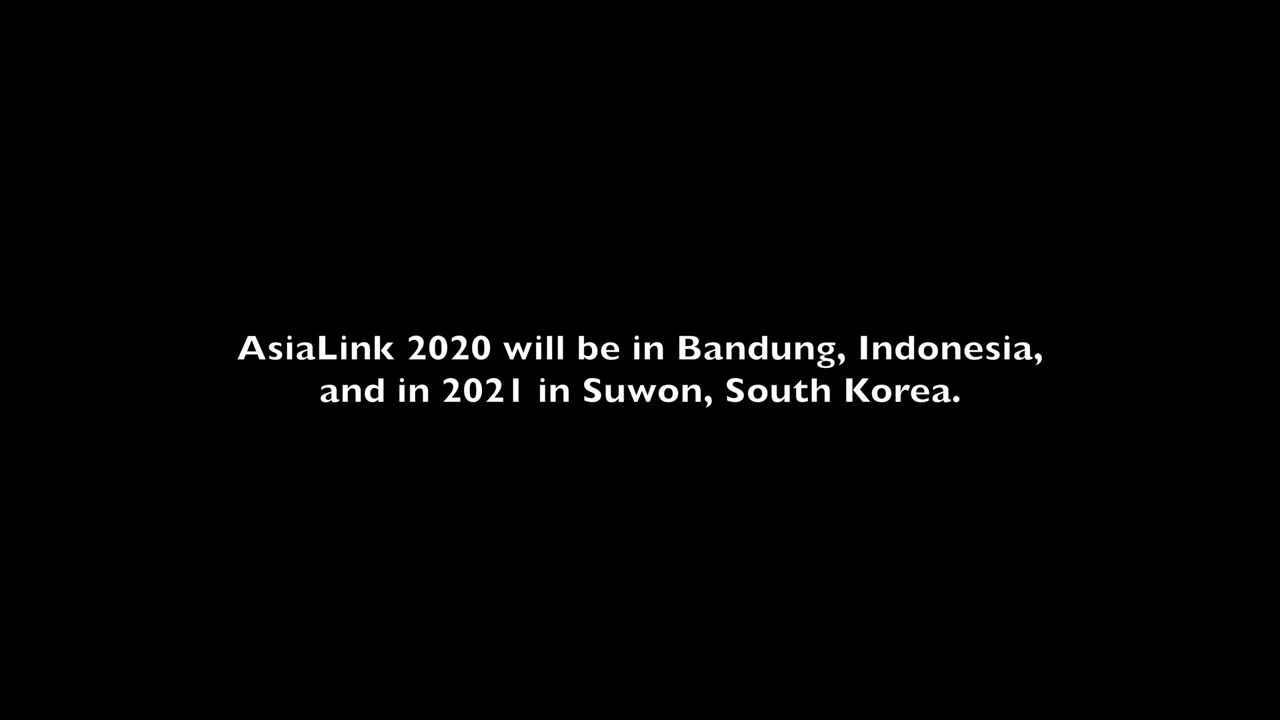 AsiaLink 2020 will be in Bandung, Indonesia,
and in 2021 in Suwon, South Korea.